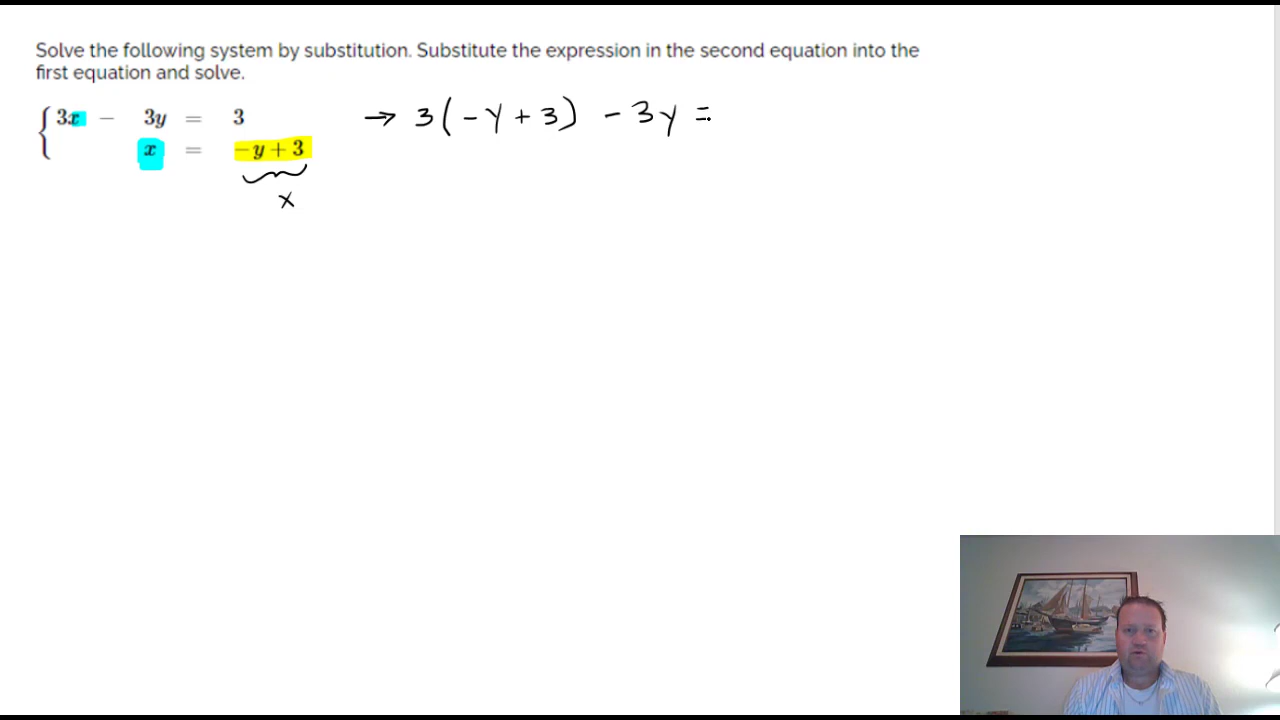 Solve the following system by substitution. Substitute the expression in the second equation into the
first equation and solve.
3x − 3y = 3 → 3(-y+3) - 3y =
x = −y + 3
x